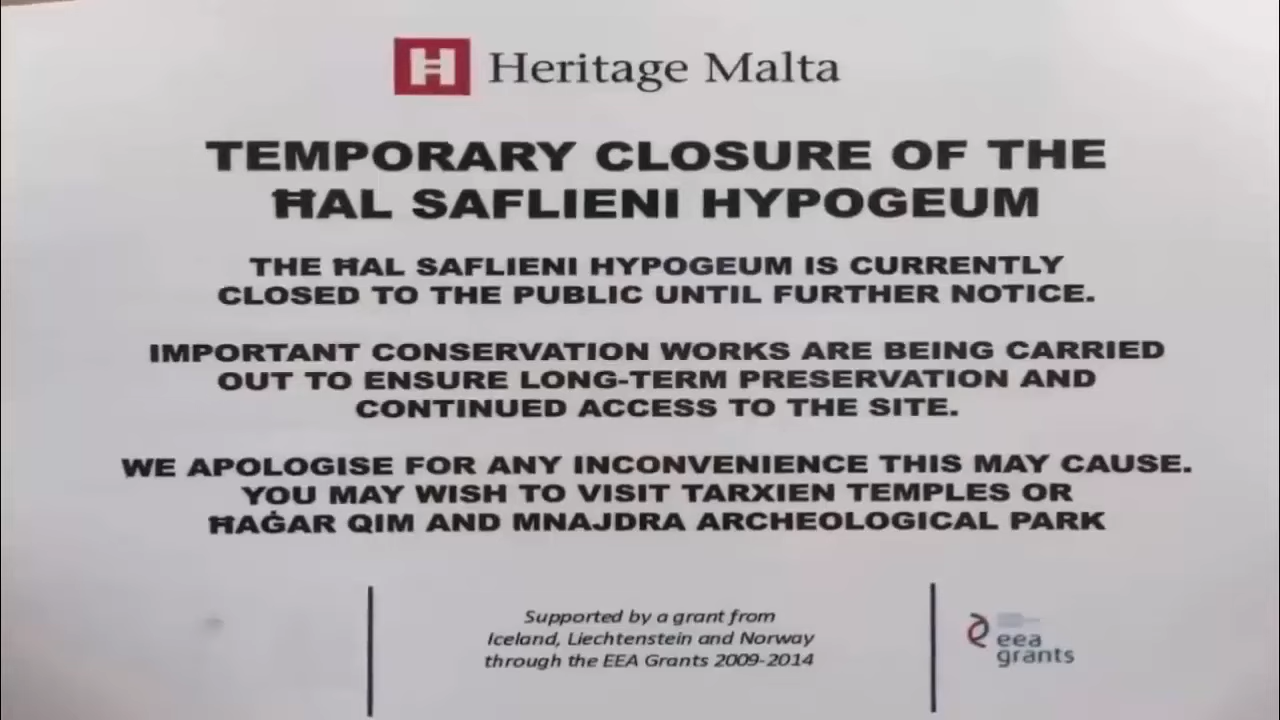 Heritage Malta
TEMPORARY CLOSURE OF THE
ĦAL SAFLIENI HYPOGEUM
THE ĦAL SAFLIENI HYPOGEUM IS CURRENTLY
CLOSED TO THE PUBLIC UNTIL FURTHER NOTICE.
IMPORTANT CONSERVATION WORKS ARE BEING CARRIED
OUT TO ENSURE LONG-TERM PRESERVATION AND
CONTINUED ACCESS TO THE SITE.
WE APOLOGISE FOR ANY INCONVENIENCE THIS MAY CAUSE.
YOU MAY WISH TO VISIT TARXIEN TEMPLES OR
ĦAĠAR QIM AND MNAJDRA ARCHEOLOGICAL PARK
Supported by a grant from
Iceland, Liechtenstein and Norway
through the EEA Grants 2009-2014
eea
grants